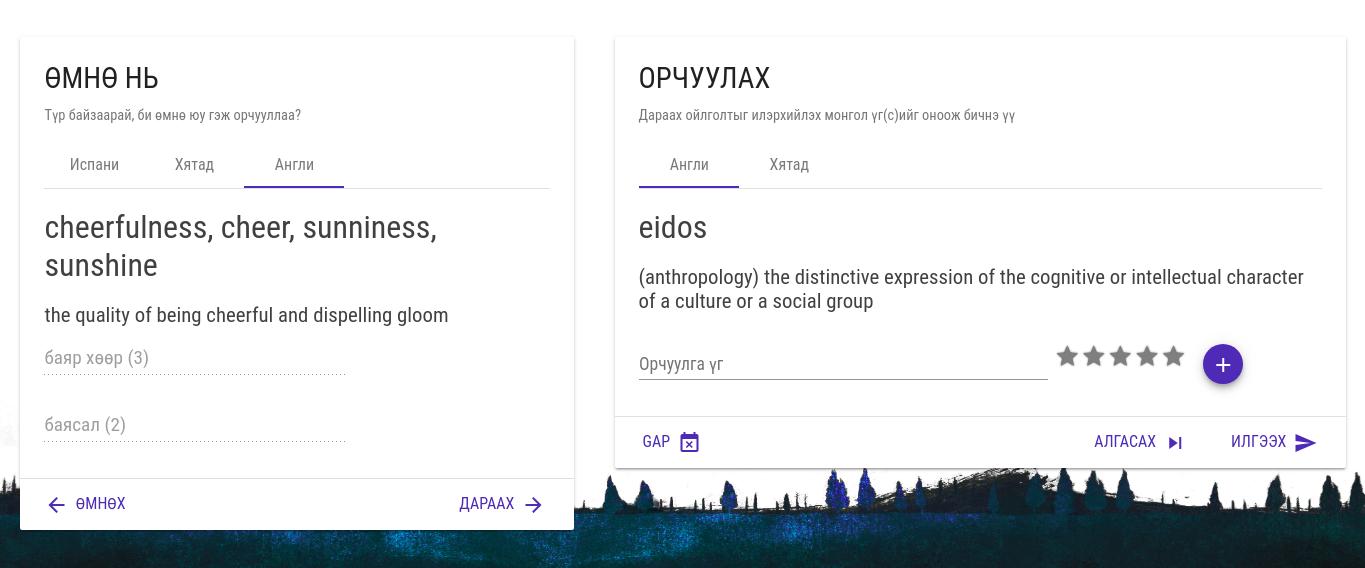 ӨМНӨ НЬ
Түр байзаарай, би өмнө юу гэж орчууллаа?
Испани Хятад Англи
cheerfulness, cheer, sunniness,
sunshine
the quality of being cheerful and dispelling gloom
баяр хөөр (3)
баясал (2)
ӨМНӨХ ДАРААХ
ОРЧУУЛАХ
Дараах ойлголтыг илэрхийлэх монгол үг(с)ийг оноож бичнэ үү
Англи Хятад
eidos
(anthropology) the distinctive expression of the cognitive or intellectual character
of a culture or a social group
Орчуулга үг
GAP АЛГАСАХ ИЛГЭЭХ